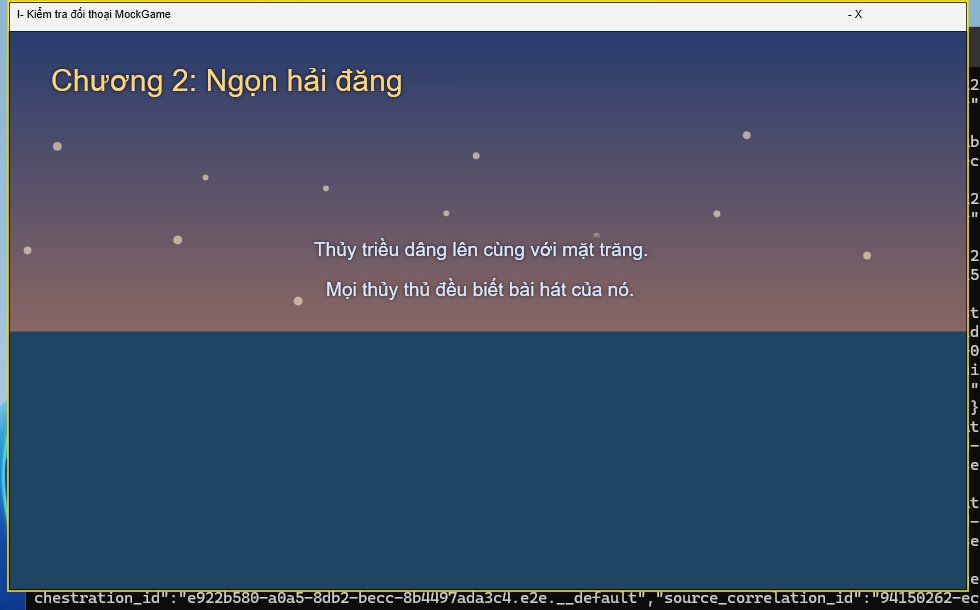 I- Kiểm tra đối thoại MockGame
- X
Chương 2: Ngọn hải đăng
Thủy triều dâng lên cùng với mặt trăng.
Mọi thủy thủ đều biết bài hát của nó.
chestration_id":"e922b580-a0a5-8db2-becc-8b4497ada3c4.e2e.__default","source_correlation_id":"94150262-e